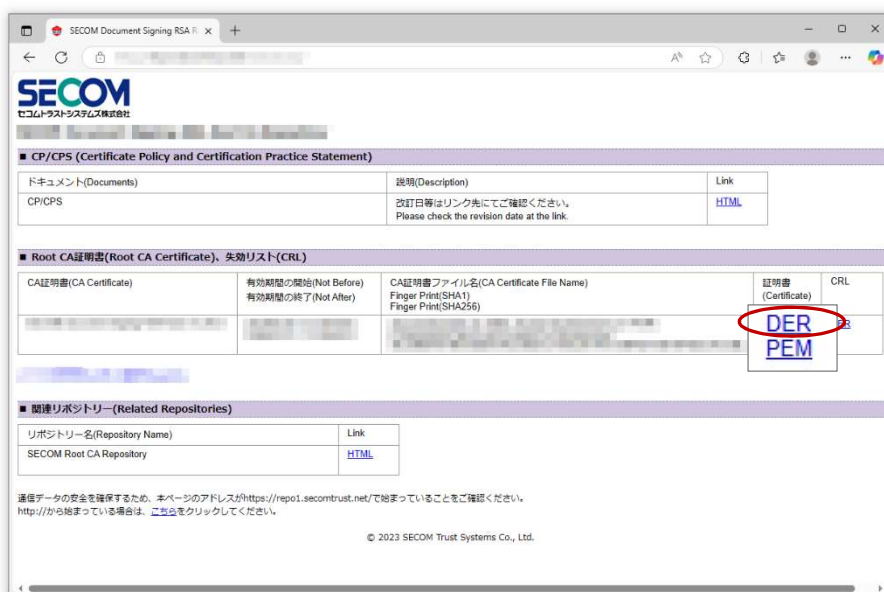 SECOM Document Signing RSA R
SECOM
セコムトラストシステムズ株式会社
■ CP/CPS (Certificate Policy and Certification Practice Statement)
ドキュメント(Documents) 説明(Description) Link
CP/CPS 改訂日等はリンク先にてご確認ください。 HTML
Please check the revision date at the link.
■ Root CA証明書(Root CA Certificate)、失効リスト(CRL)
CA証明書(CA Certificate) 有効期間の開始(Not Before) CA証明書ファイル名(CA Certificate File Name) 証明書 CRL
有効期間の終了(Not After) Finger Print(SHA1) (Certificate)
Finger Print(SHA256)
DER
PEM
■ 関連リポジトリー(Related Repositories)
リポジトリー名(Repository Name) Link
SECOM Root CA Repository HTML
通信データの安全を確保するため、本ページのアドレスがhttps://repo1.secomtrust.net/で始まっていることをご確認ください。
http://から始まっている場合は、こちらをクリックしてください。
© 2023 SECOM Trust Systems Co., Ltd.